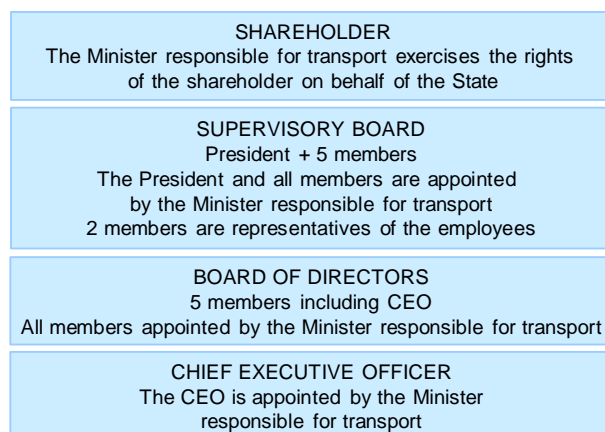 SHAREHOLDER
The Minister responsible for transport exercises the rights
of the shareholder on behalf of the State
SUPERVISORY BOARD
President + 5 members
The President and all members are appointed
by the Minister responsible for transport
2 members are representatives of the employees
BOARD OF DIRECTORS
5 members including CEO
All members appointed by the Minister responsible for transport
CHIEF EXECUTIVE OFFICER
The CEO is appointed by the Minister
responsible for transport